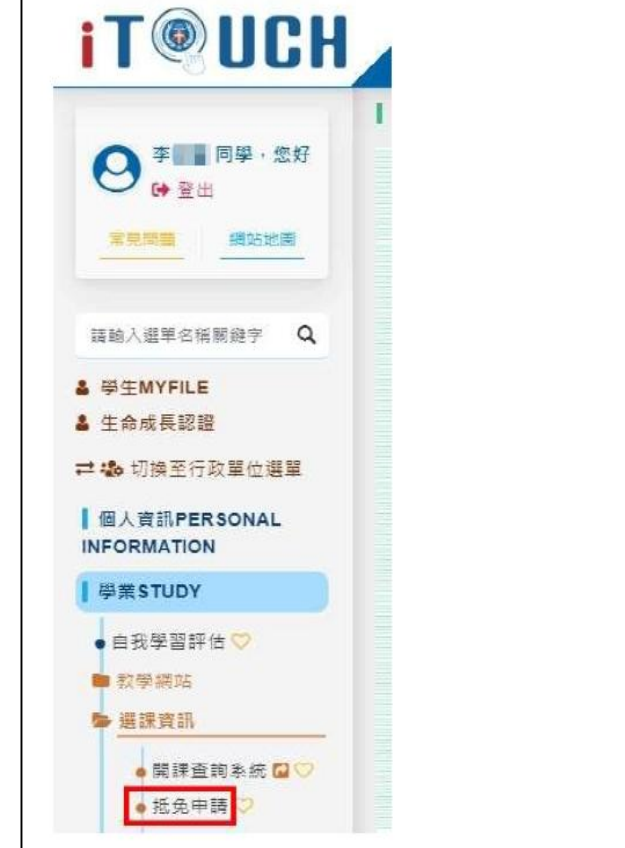 iTOUCH
李 同學，您好
登出
常見問題 網站地圖
請輸入選單名稱關鍵字
學生MYFILE
生命成長認證
切換至行政單位選單
個人資訊PERSONAL
INFORMATION
學業STUDY
自我學習評估
教學網站
選課資訊
開課查詢系統
抵免申請